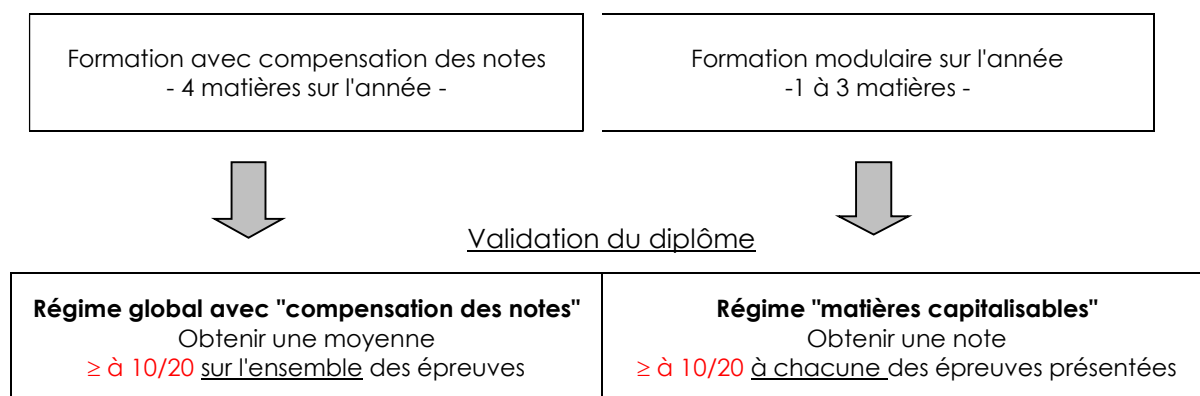 Formation avec compensation des notes
- 4 matières sur l'année -
Formation modulaire sur l'année
-1 à 3 matières -
Validation du diplôme
Régime global avec "compensation des notes"
Obtenir une moyenne
≥ à 10/20 sur l'ensemble des épreuves
Régime "matières capitalisables"
Obtenir une note
≥ à 10/20 à chacune des épreuves présentées